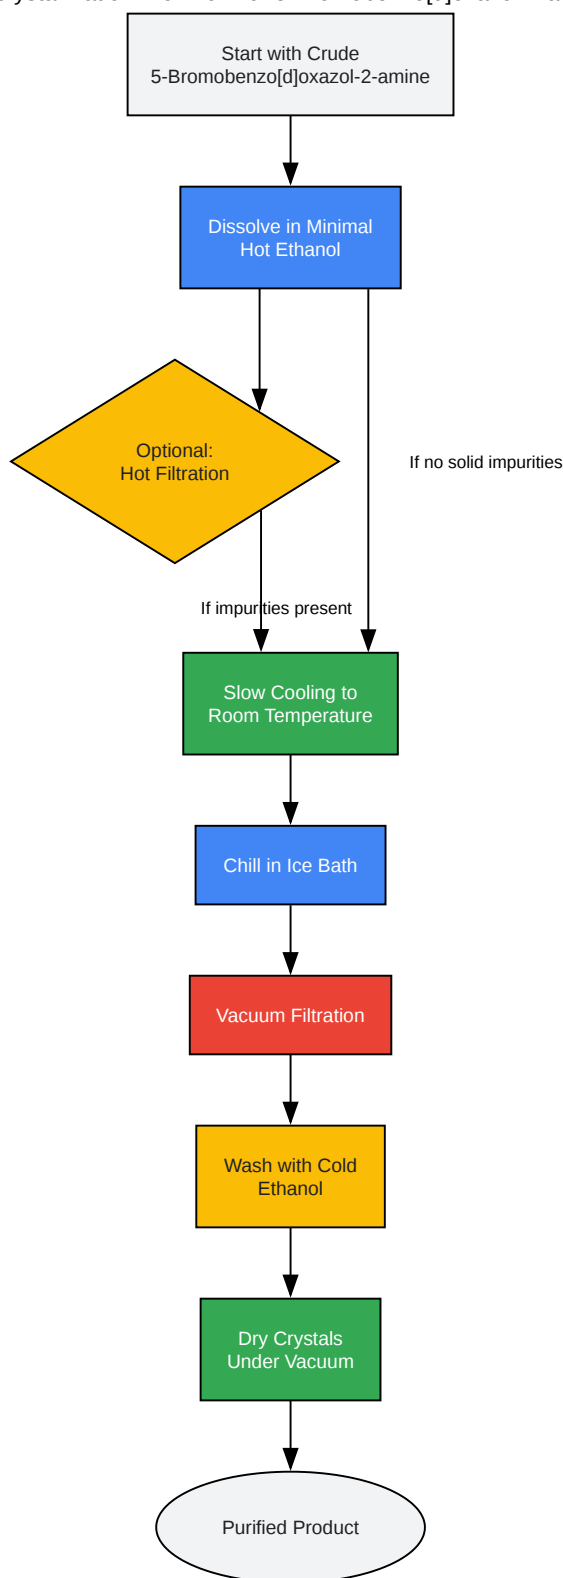 Start with Crude
5-Bromobenzo[d]oxazol-2-amine
Dissolve in Minimal
Hot Ethanol
Optional:
Hot Filtration
If no solid impurities
If impurities present
Slow Cooling to
Room Temperature
Chill in Ice Bath
Vacuum Filtration
Wash with Cold
Ethanol
Dry Crystals
Under Vacuum
Purified Product